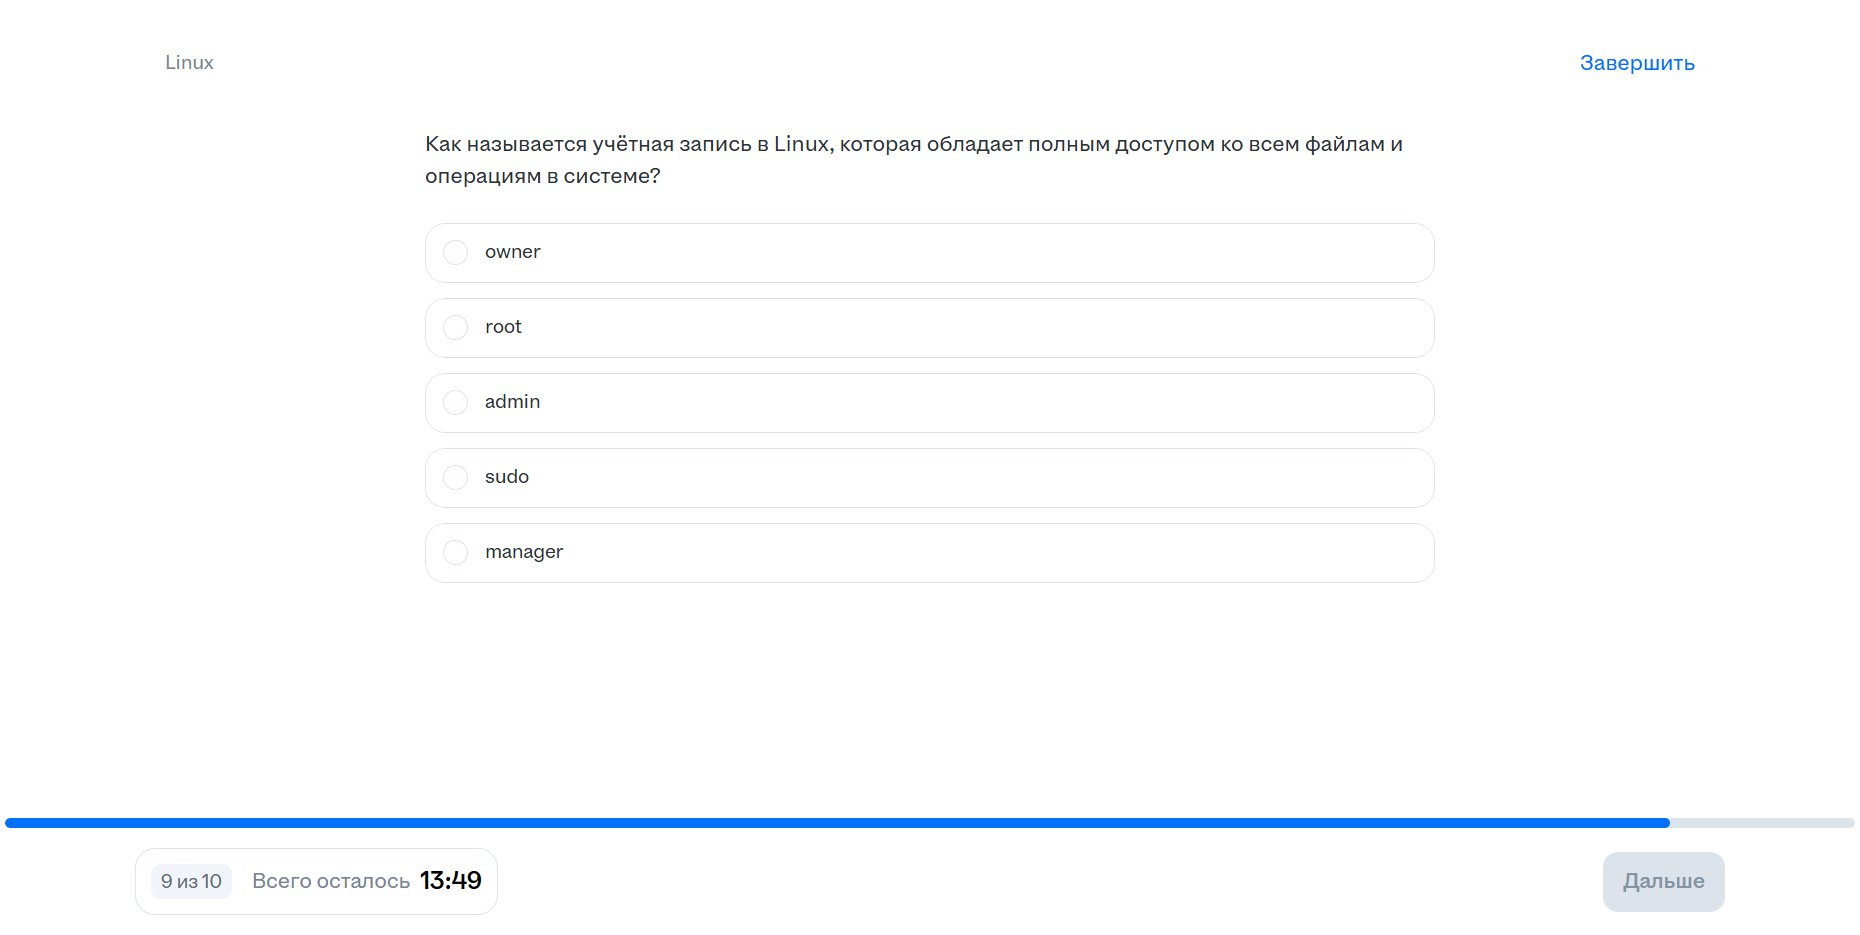 Linux
Завершить
Как называется учётная запись в Linux, которая обладает полным доступом ко всем файлам и
операциям в системе?
owner
root
admin
sudo
manager
9 из 10
Всего осталось 13:49
Дальше